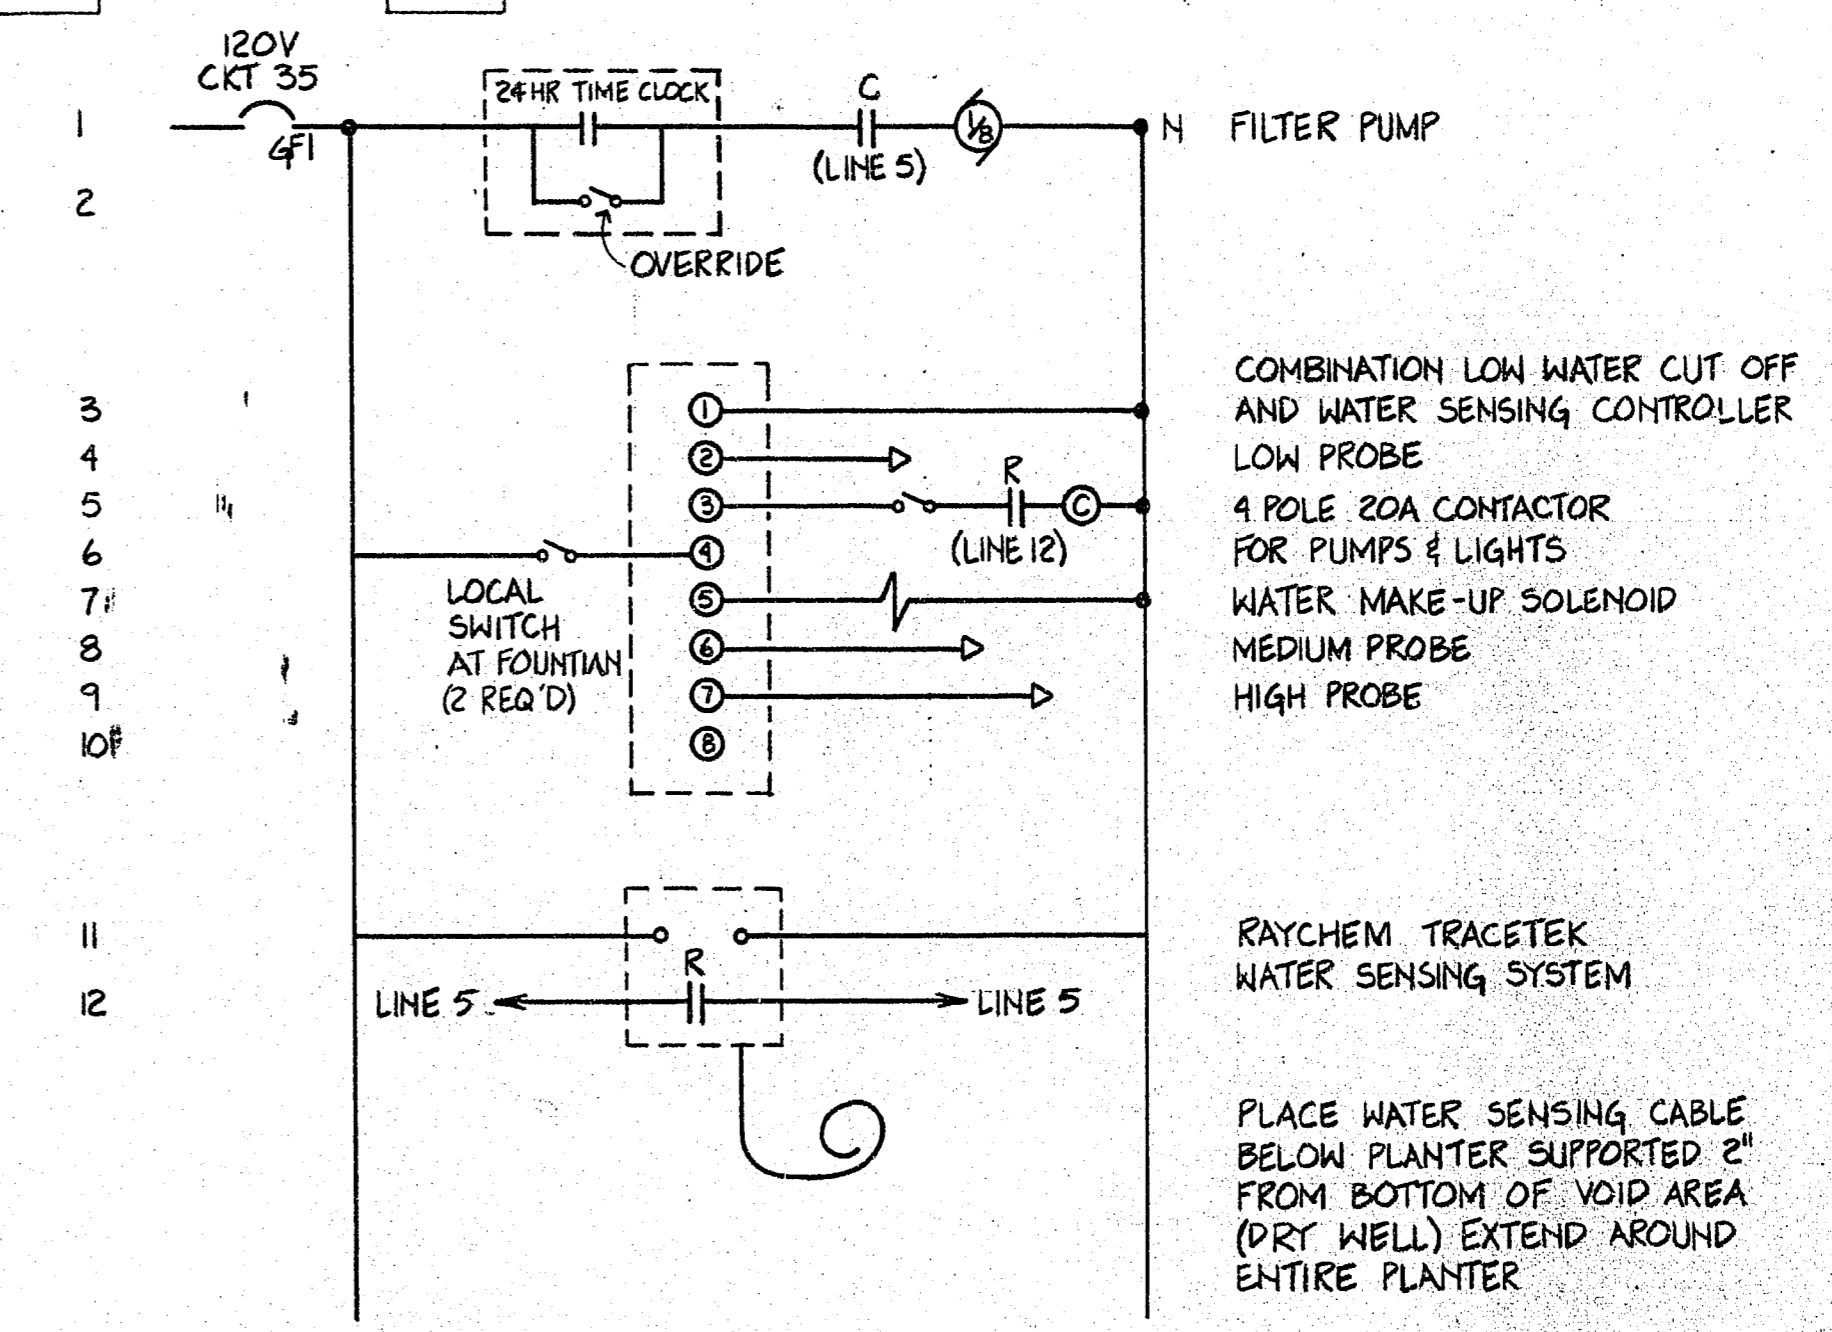 120V
CKT 35
24HR TIME CLOCK
C
1
GFI
1/8
N FILTER PUMP
(LINE 5)
2
OVERRIDE
COMBINATION LOW WATER CUT OFF
3 1 AND WATER SENSING CONTROLLER
4 2 LOW PROBE
R
5 3 C 4 POLE 20A CONTACTOR
6 4 (LINE 12) FOR PUMPS & LIGHTS
LOCAL
SWITCH
AT FOUNTIAN
(2 REQ'D)
7 5 WATER MAKE-UP SOLENOID
8 6 MEDIUM PROBE
9 7 HIGH PROBE
10 8
11 RAYCHEM TRACETEK
R
WATER SENSING SYSTEM
12 LINE 5 LINE 5
PLACE WATER SENSING CABLE
BELOW PLANTER SUPPORTED 2"
FROM BOTTOM OF VOID AREA
(DRY WELL) EXTEND AROUND
ENTIRE PLANTER